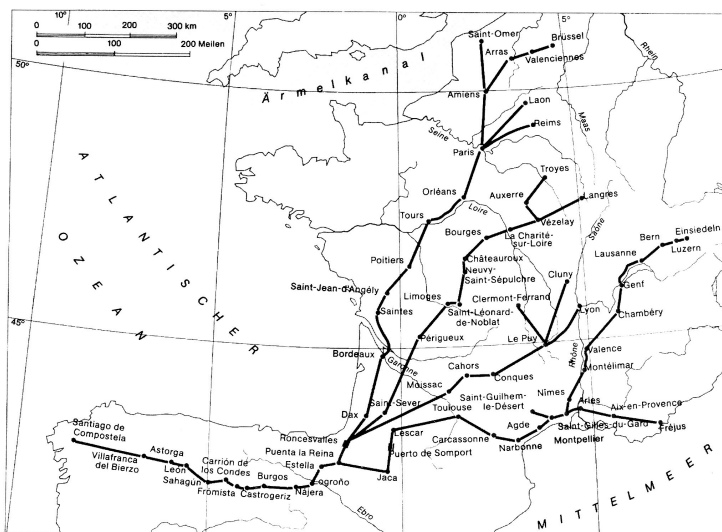 10°
5°
0°
5°
0 100 200 300 km
0 100 200 Meilen
50°
45°
Ärmelkanal
ATLANTISCHER
OZEAN
MITTELMEER
Saint-Omer
Arras
Brüssel
Valenciennes
Rhein
Amiens
Laon
Reims
Maas
Seine
Paris
Troyes
Orléans
Auxerre
Langres
Loire
Tours
Vézelay
Bourges
La Charité-
sur-Loire
Saône
Bern
Einsiedeln
Luzern
Lausanne
Poitiers
Châteauroux
Neuvy-
Saint-Sépulchre
Cluny
Genf
Saint-Jean-d'Angély
Limoges
Clermont-Ferrand
Saintes
Saint-Léonard-
de-Noblat
Lyon
Chambéry
Périgueux
Le Puy
Bordeaux
Garonne
Rhône
Valence
Cahors
Montélimar
Moissac
Conques
Saint-Guilhem-
le-Désert
Nîmes
Arles
Saint-Sever
Toulouse
Aix-en-Provence
Dax
Agde
Saint-Gilles-du-Gard
Fréjus
Lescar
Carcassonne
Montpellier
Narbonne
Roncesvalles
Puerto de Somport
Puenta la Reina
Estella
Jaca
Santiago de
Compostela
Villafranca
del Bierzo
Astorga
León
Sahagún
Carrión de
los Condes
Fromista
Burgos
Castrogeriz
Logroño
Nájera
Ebro